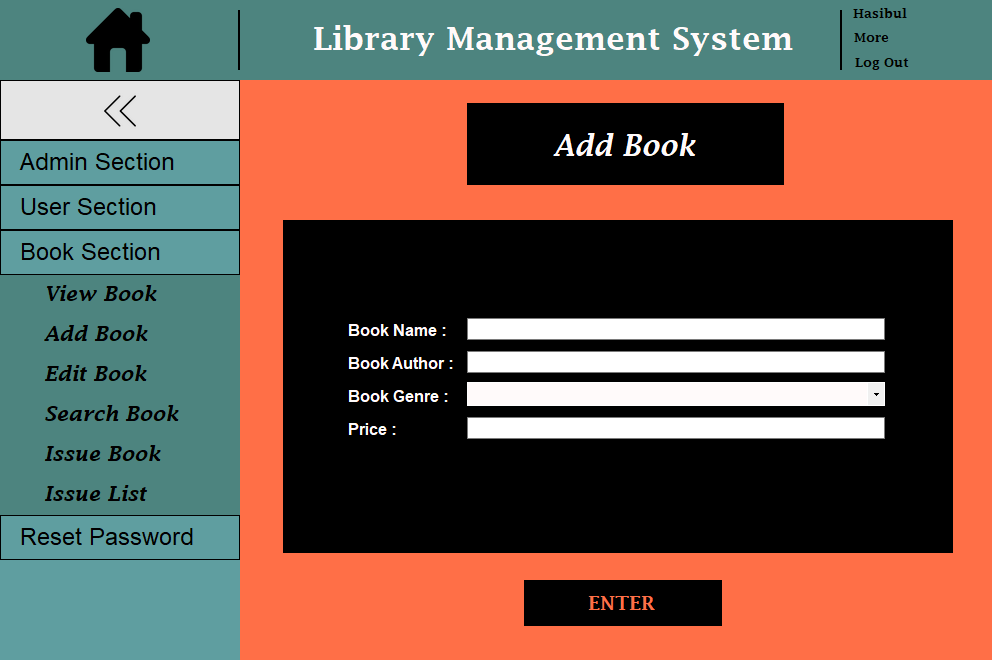 Library Management System
Hasibul
More
Log Out
Admin Section
User Section
Book Section
View Book
Add Book
Edit Book
Search Book
Issue Book
Issue List
Reset Password
Add Book
Book Name :
Book Author :
Book Genre :
Price :
ENTER